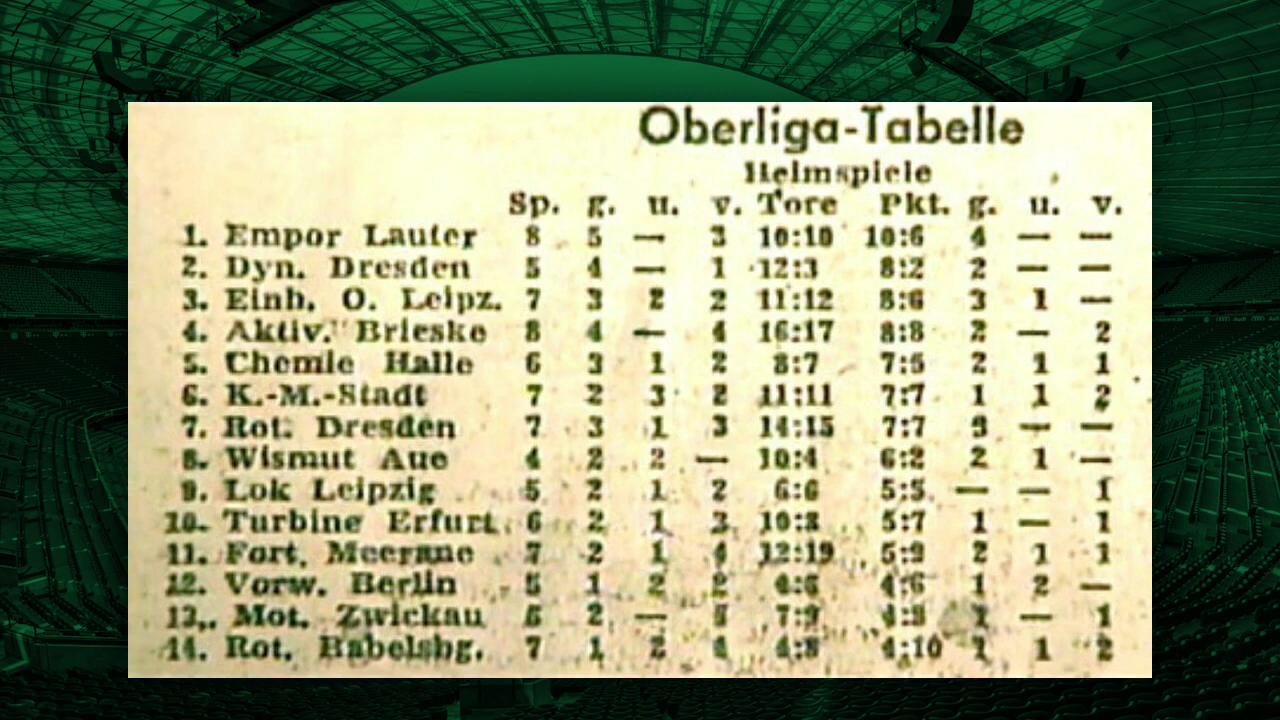 Oberliga-Tabelle
Heimspiele
Sp. g. u. v. Tore Pkt. g. u. v.
1. Empor Lauter 8 5 — 3 10:10 10:6 4 — —
2. Dyn. Dresden 5 4 — 1 12:3 8:2 2 — —
3. Einh. O. Leipz. 7 3 2 2 11:12 8:6 3 1 —
4. Aktiv. Brieske 8 4 — 4 16:17 8:8 2 — 2
5. Chemie Halle 6 3 1 2 8:7 7:5 2 1 1
6. K.-M.-Stadt 7 2 3 2 11:11 7:7 1 1 2
7. Rot. Dresden 7 3 1 3 14:15 7:7 3 — —
8. Wismut Aue 4 2 2 — 10:4 6:2 2 1 —
9. Lok Leipzig 5 2 1 2 6:6 5:5 — — 1
10. Turbine Erfurt 6 2 1 3 10:8 5:7 1 — 1
11. Fort. Meerane 7 2 1 4 12:19 5:9 2 1 1
12. Vorw. Berlin 5 1 2 2 4:6 4:6 1 2 —
13. Mot. Zwickau 2 — — 1
14. Rot. Babelsbg. 7 1 2 4 4:8 4:10 1 1 2